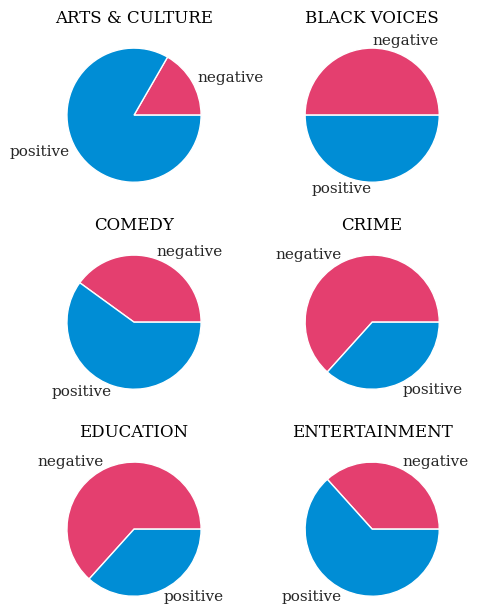 ARTS & CULTURE
negative
positive
BLACK VOICES
negative
positive
COMEDY
negative
positive
CRIME
negative
positive
EDUCATION
negative
positive
ENTERTAINMENT
negative
positive